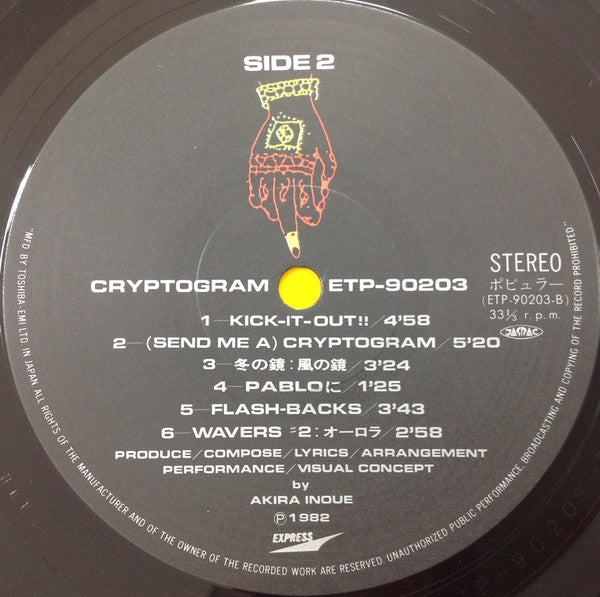 SIDE 2
CRYPTOGRAM ETP-90203
STEREO
ポピュラー
(ETP-90203-B)
33⅓ r.p.m.
JASRAC
1—KICK-IT-OUT!!/4'58
2—(SEND ME A) CRYPTOGRAM/5'20
3—冬の鏡:風の鏡/3'24
4—PABLOに/1'25
5—FLASH-BACKS/3'43
6—WAVERS #2:オーロラ/2'58
PRODUCE/COMPOSE/LYRICS/ARRANGEMENT
PERFORMANCE/VISUAL CONCEPT
by
AKIRA INOUE
Ⓟ1982
EXPRESS
"MFD BY TOSHIBA-EMI LTD. IN JAPAN ALL RIGHTS OF THE MANUFACTURER AND OF THE OWNER OF THE RECORDED WORK ARE RESERVED. UNAUTHORIZED PUBLIC PERFORMANCE, BROADCASTING AND COPYING OF THE RECORD PROHIBITED"